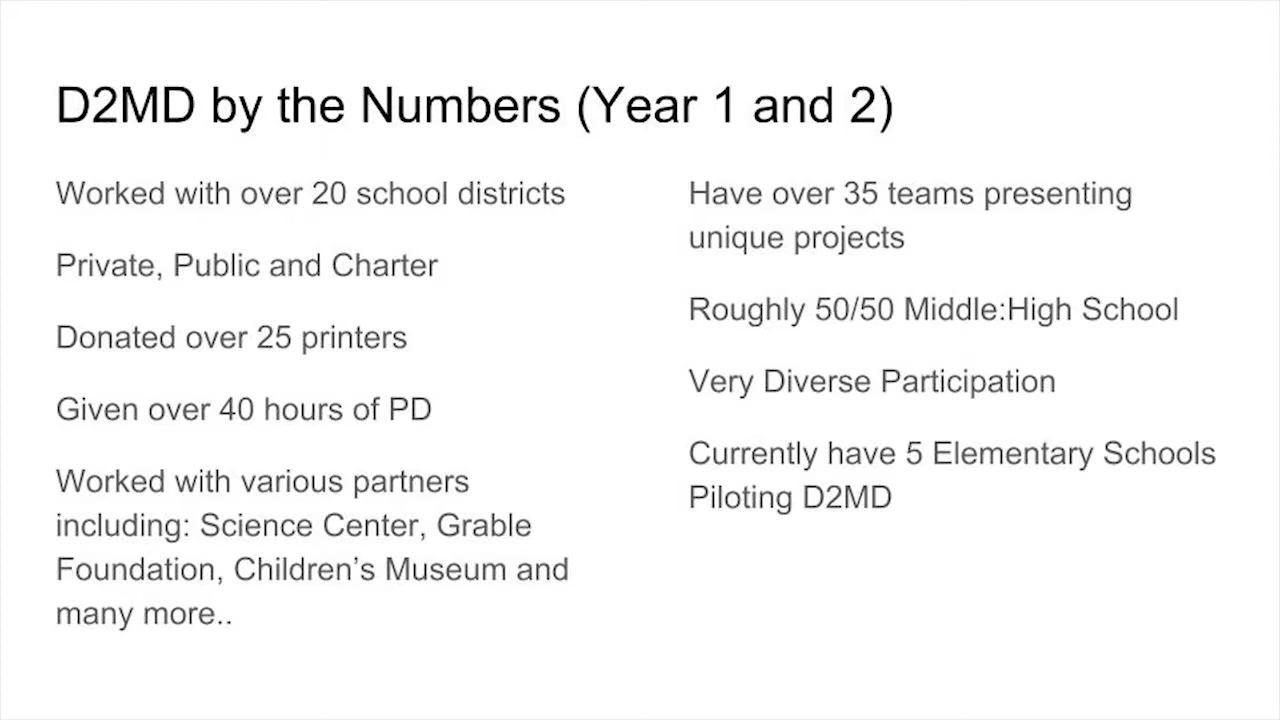 D2MD by the Numbers (Year 1 and 2)
Worked with over 20 school districts
Private, Public and Charter
Donated over 25 printers
Given over 40 hours of PD
Worked with various partners
including: Science Center, Grable
Foundation, Children’s Museum and
many more..
Have over 35 teams presenting
unique projects
Roughly 50/50 Middle:High School
Very Diverse Participation
Currently have 5 Elementary Schools
Piloting D2MD